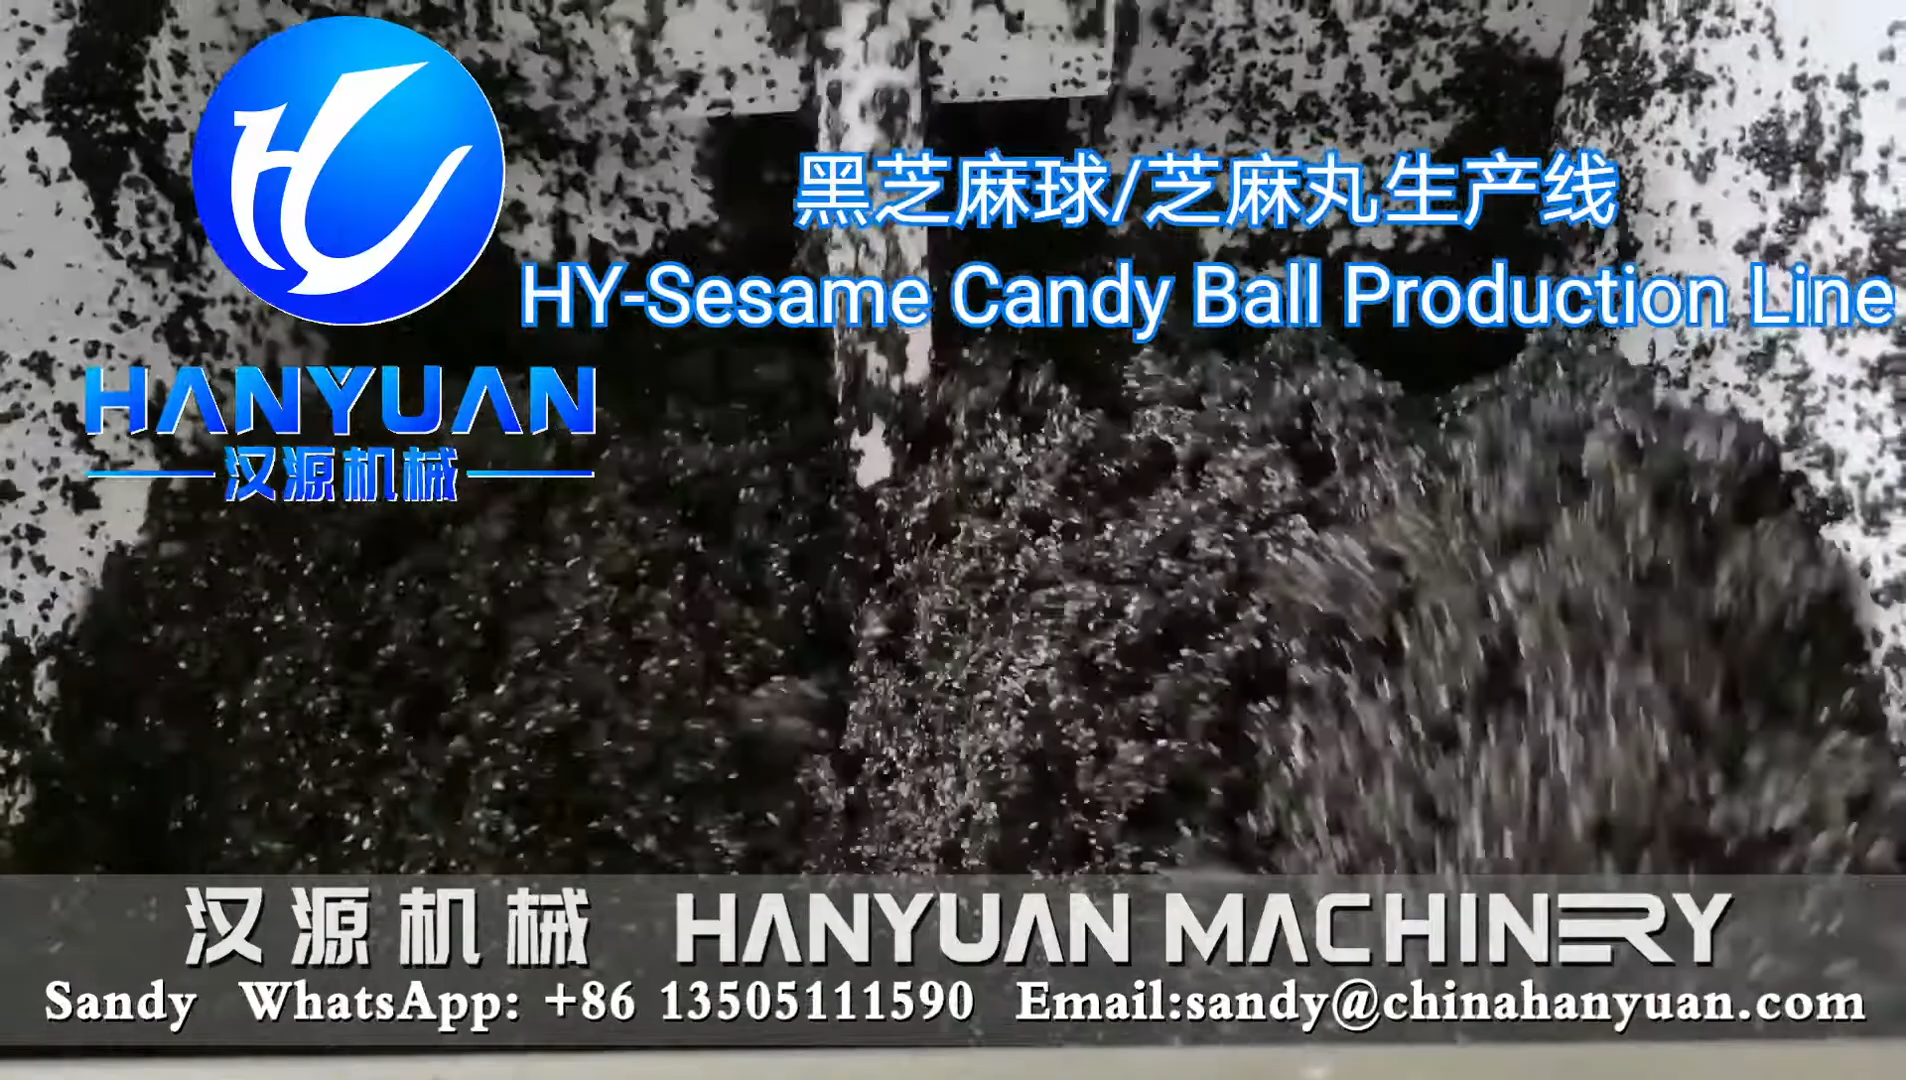 黑芝麻球/芝麻丸生产线
HY-Sesame Candy Ball Production Line
HANYUAN
汉源机械
汉源机械 HANYUAN MACHINERY
Sandy WhatsApp: +86 13505111590 Email:sandy@chinahanyuan.com